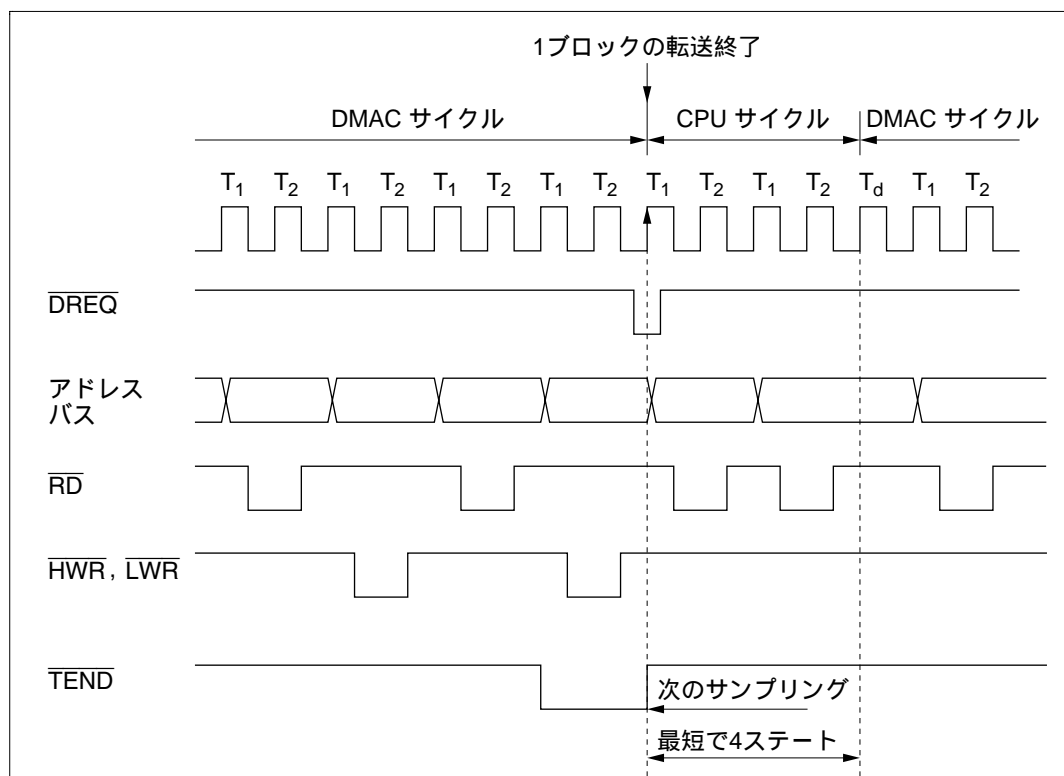 1ブロックの転送終了
DMAC サイクル CPU サイクル DMAC サイクル
T1 T2 T1 T2 T1 T2 T1 T2 T1 T2 T1 T2 Td T1 T2
DREQ
アドレス
バス
RD
HWR, LWR
TEND
次のサンプリング
最短で4ステート